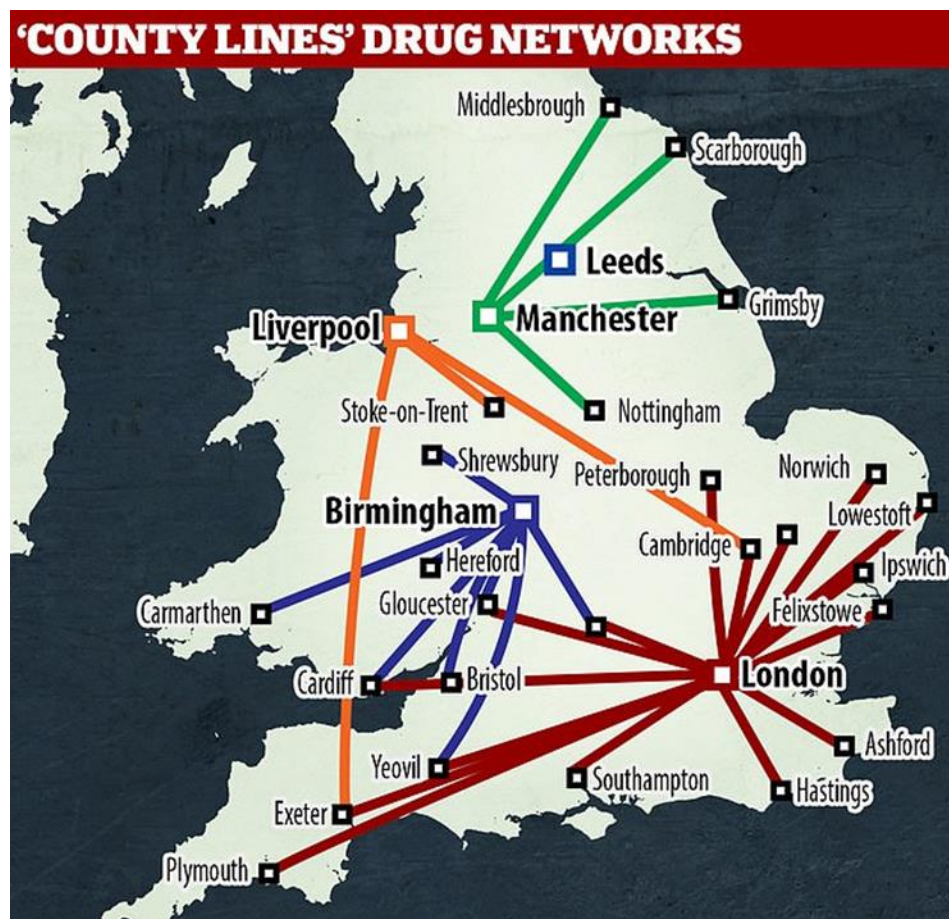 ‘COUNTY LINES’ DRUG NETWORKS
Middlesbrough
Scarborough
Leeds
Grimsby
Manchester
Liverpool
Stoke-on-Trent
Nottingham
Shrewsbury
Peterborough
Norwich
Birmingham
Lowestoft
Cambridge
Hereford
Ipswich
Gloucester
Felixstowe
Carmarthen
London
Cardiff
Bristol
Ashford
Yeovil
Southampton
Hastings
Exeter
Plymouth